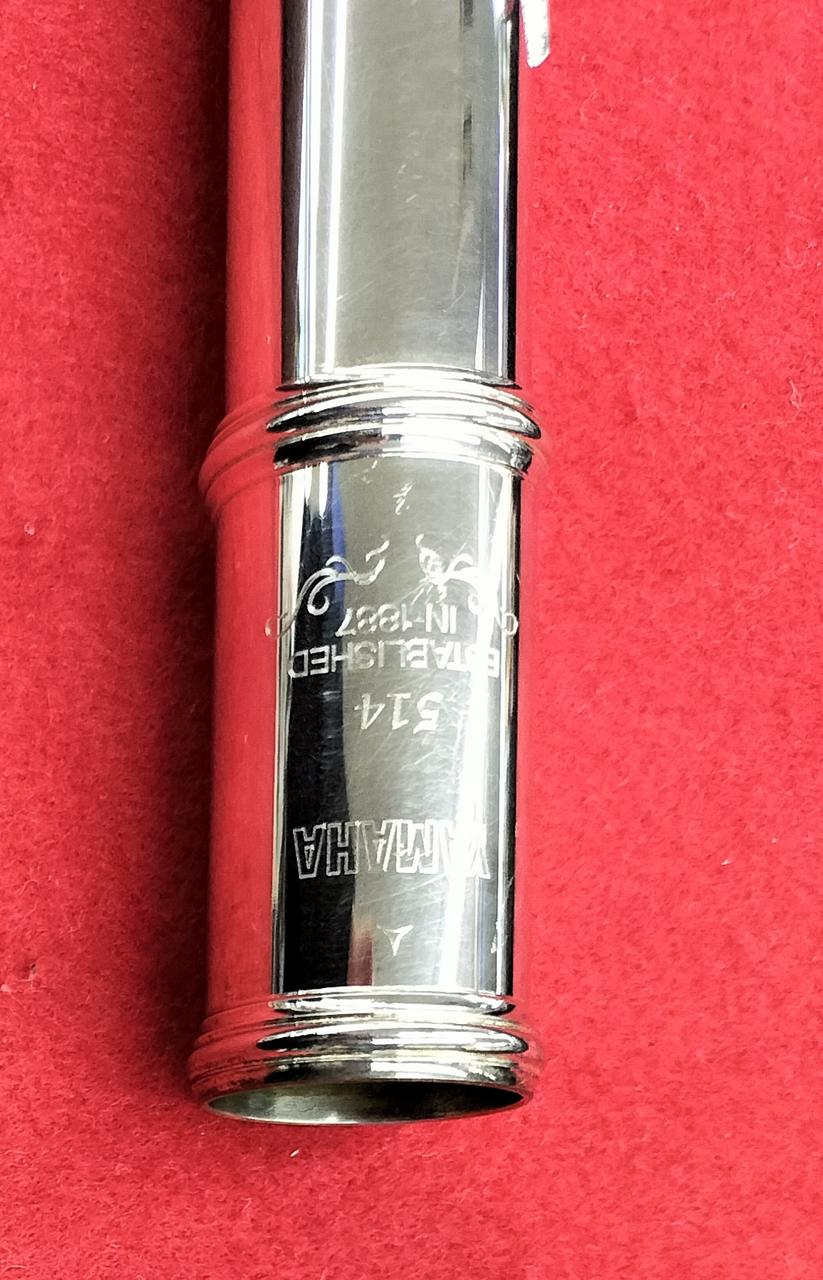 YAMAHA
514
ESTABLISHED
IN 1887